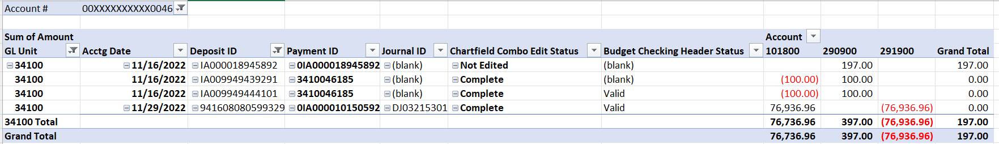 Account # 00XXXXXXXXXX0046
Sum of Amount Account
GL Unit Acctg Date Deposit ID Payment ID Journal ID Chartfield Combo Edit Status Budget Checking Header Status 101800 290900 291900 Grand Total
34100 11/16/2022 IA000018945892 0IA000018945892 (blank) Not Edited (blank) 197.00 197.00
34100 11/16/2022 IA009949439291 3410046185 (blank) Complete (blank) (100.00) 100.00 0.00
34100 11/16/2022 IA009949444101 3410046185 (blank) Complete Valid (100.00) 100.00 0.00
34100 11/29/2022 941608080599329 0IA000010150592 DJ03215301 Complete Valid 76,936.96 (76,936.96) 0.00
34100 Total 76,736.96 397.00 (76,936.96) 197.00
Grand Total 76,736.96 397.00 (76,936.96) 197.00